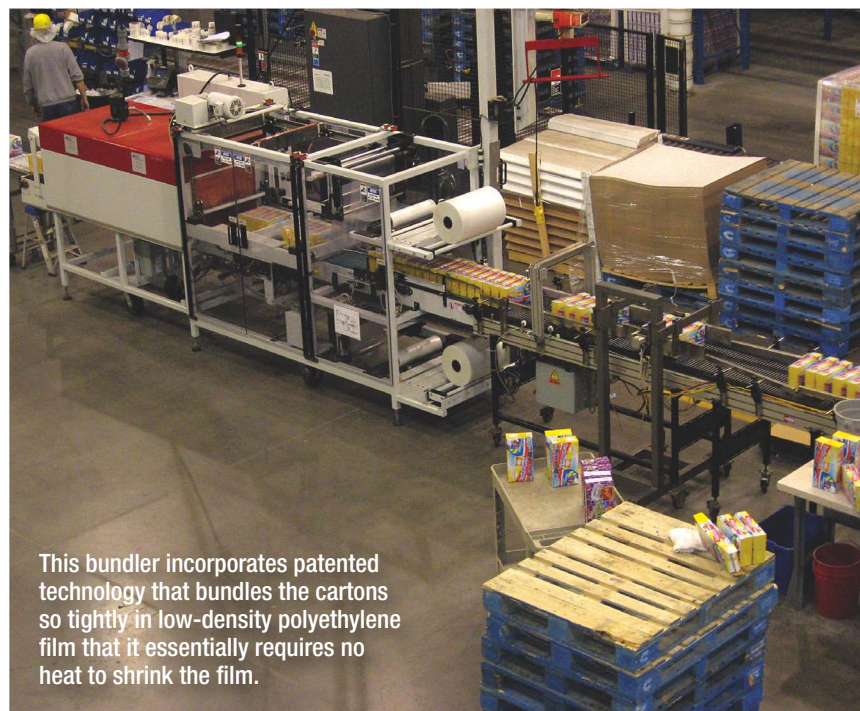 This bundler incorporates patented
technology that bundles the cartons
so tightly in low-density polyethylene
film that it essentially requires no
heat to shrink the film.